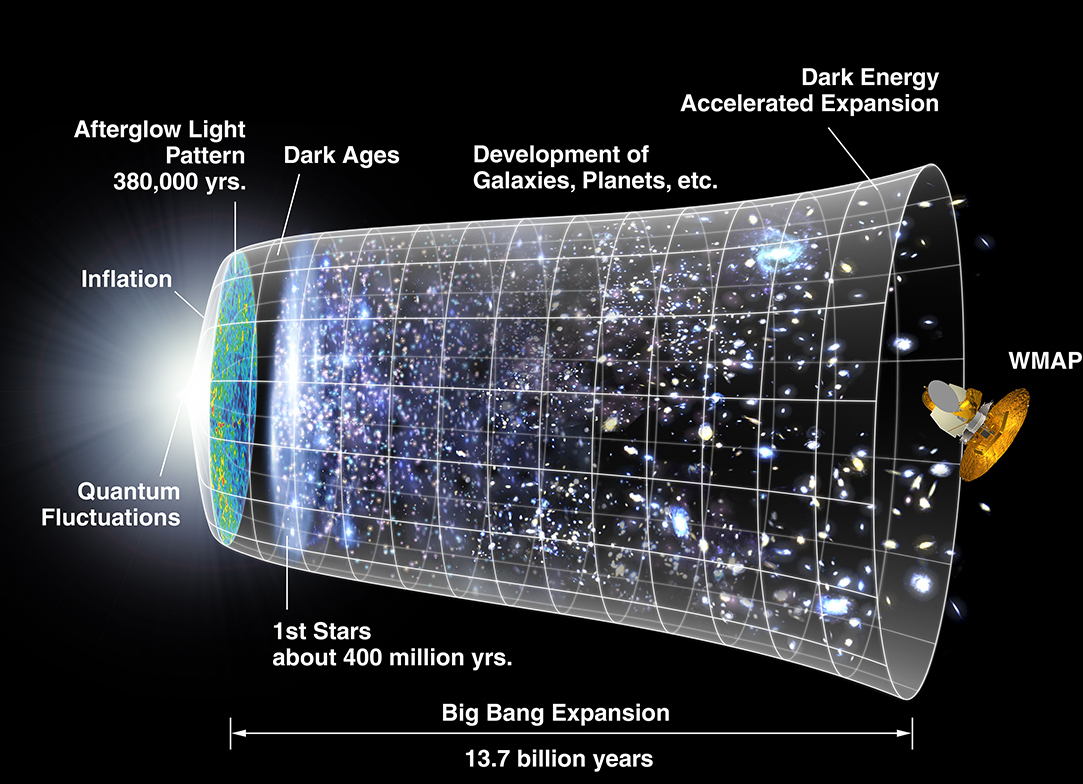 Dark Energy
Accelerated Expansion
Afterglow Light
Pattern
380,000 yrs.
Dark Ages
Development of
Galaxies, Planets, etc.
Inflation
WMAP
Quantum
Fluctuations
1st Stars
about 400 million yrs.
Big Bang Expansion
13.7 billion years